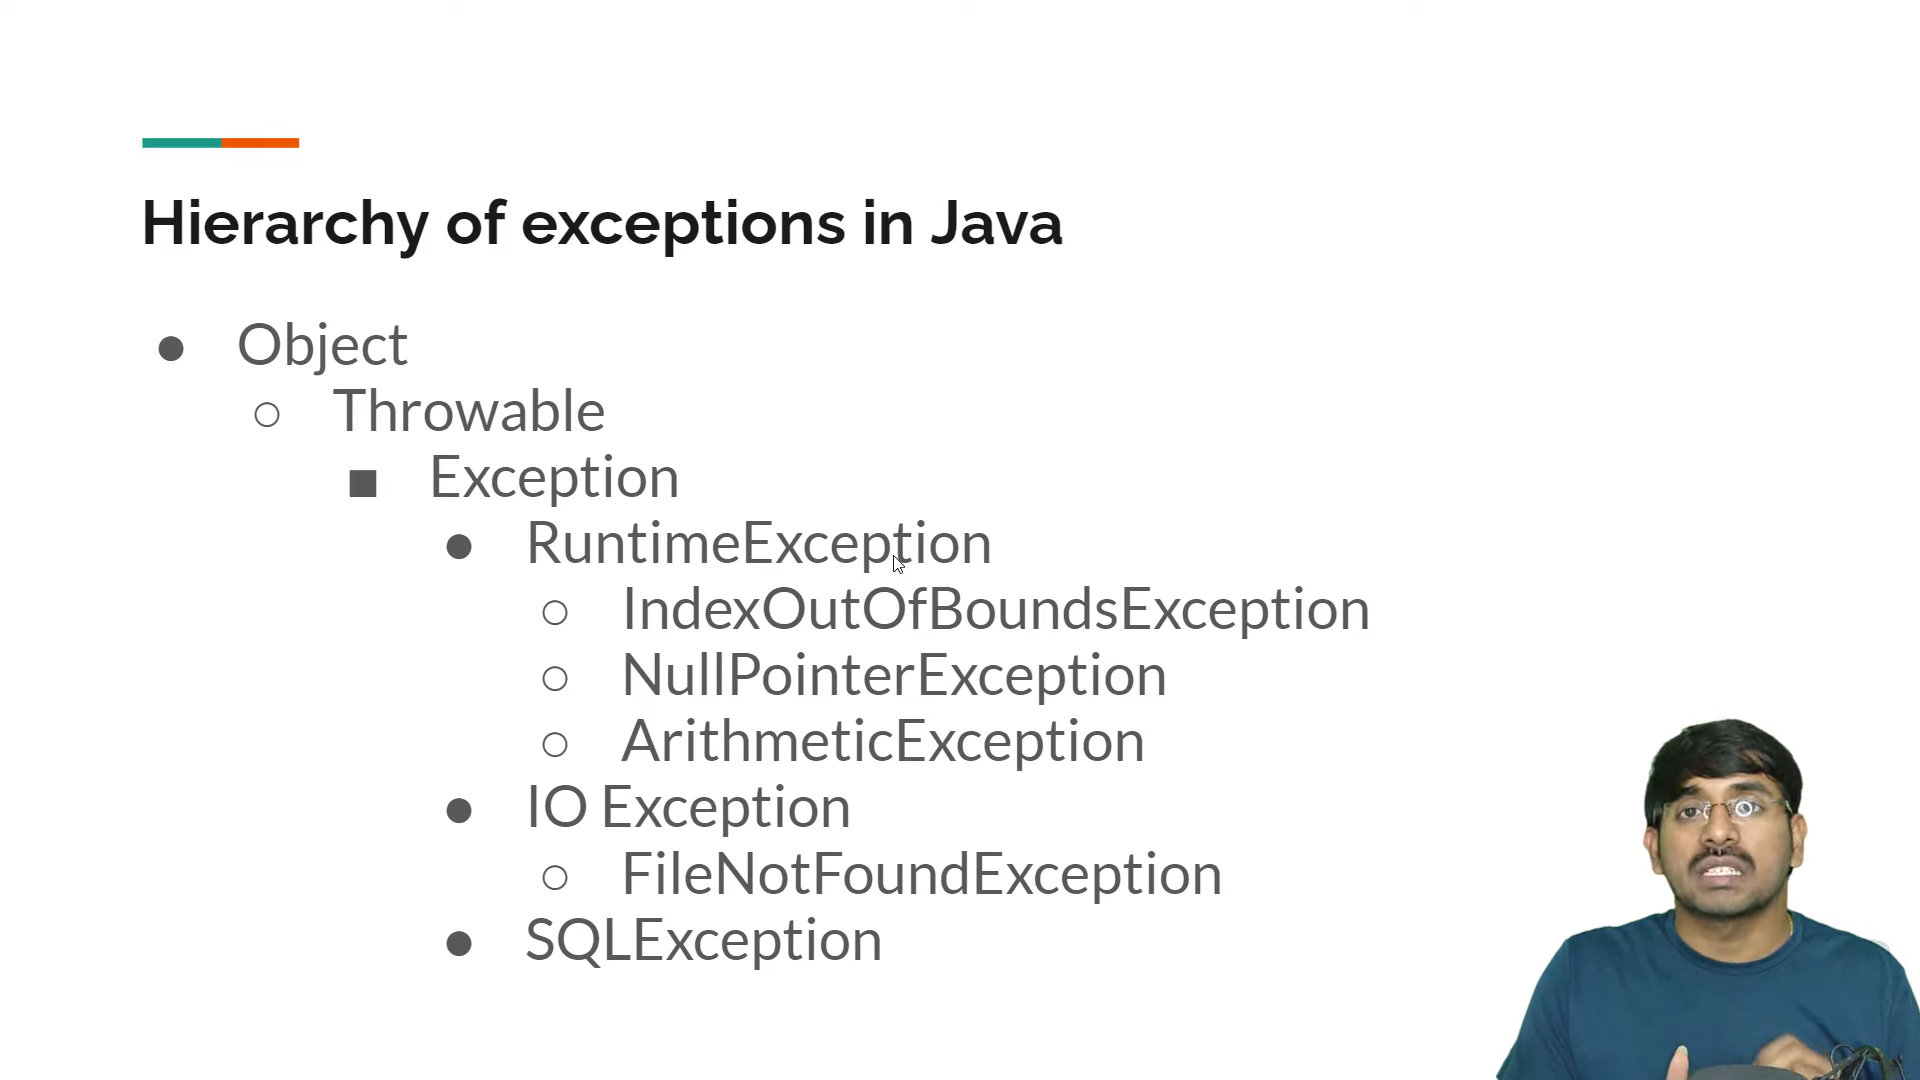 Hierarchy of exceptions in Java
Object
Throwable
Exception
RuntimeException
IndexOutOfBoundsException
NullPointerException
ArithmeticException
IO Exception
FileNotFoundException
SQLException